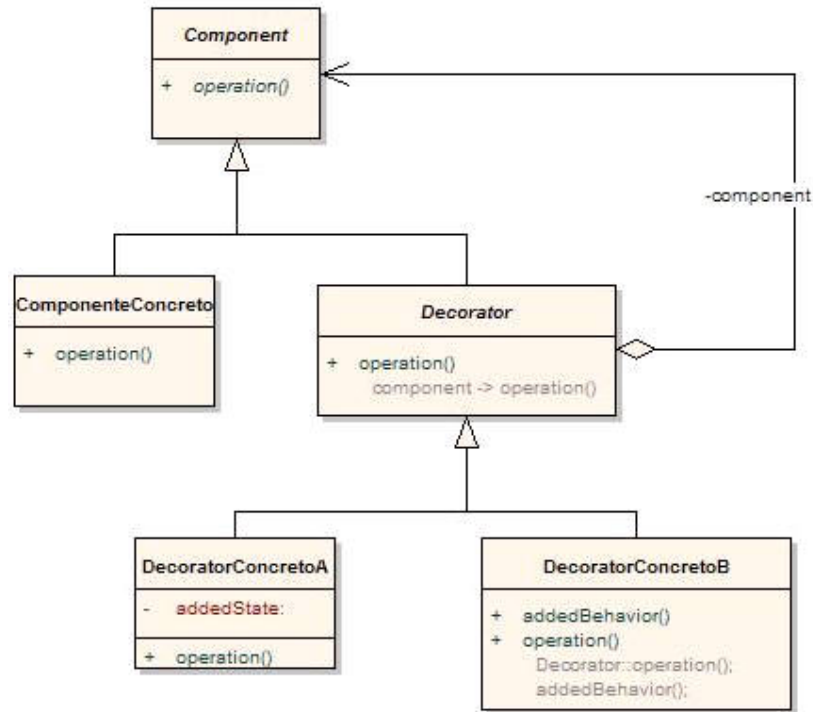 Component
+ operation()
-component
ComponenteConcreto
+ operation()
Decorator
+ operation()
component -> operation()
DecoratorConcretoA
- addedState:
+ operation()
DecoratorConcretoB
+ addedBehavior()
+ operation()
Decorator::operation();
addedBehavior();